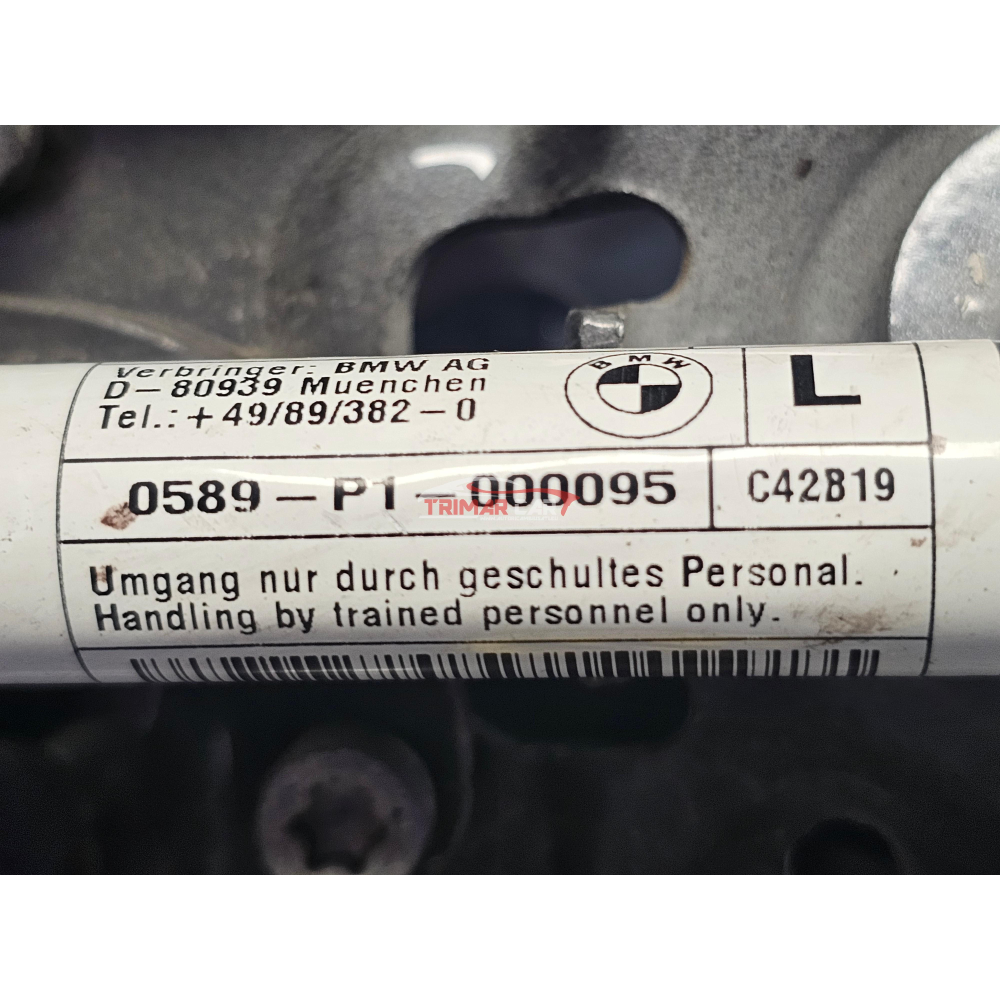 Verbringer: BMW AG
D-80939 Muenchen
Tel.: +49/89/382-0
BMW
L
0589-P1-000095
C42B19
Umgang nur durch geschultes Personal.
Handling by trained personnel only.